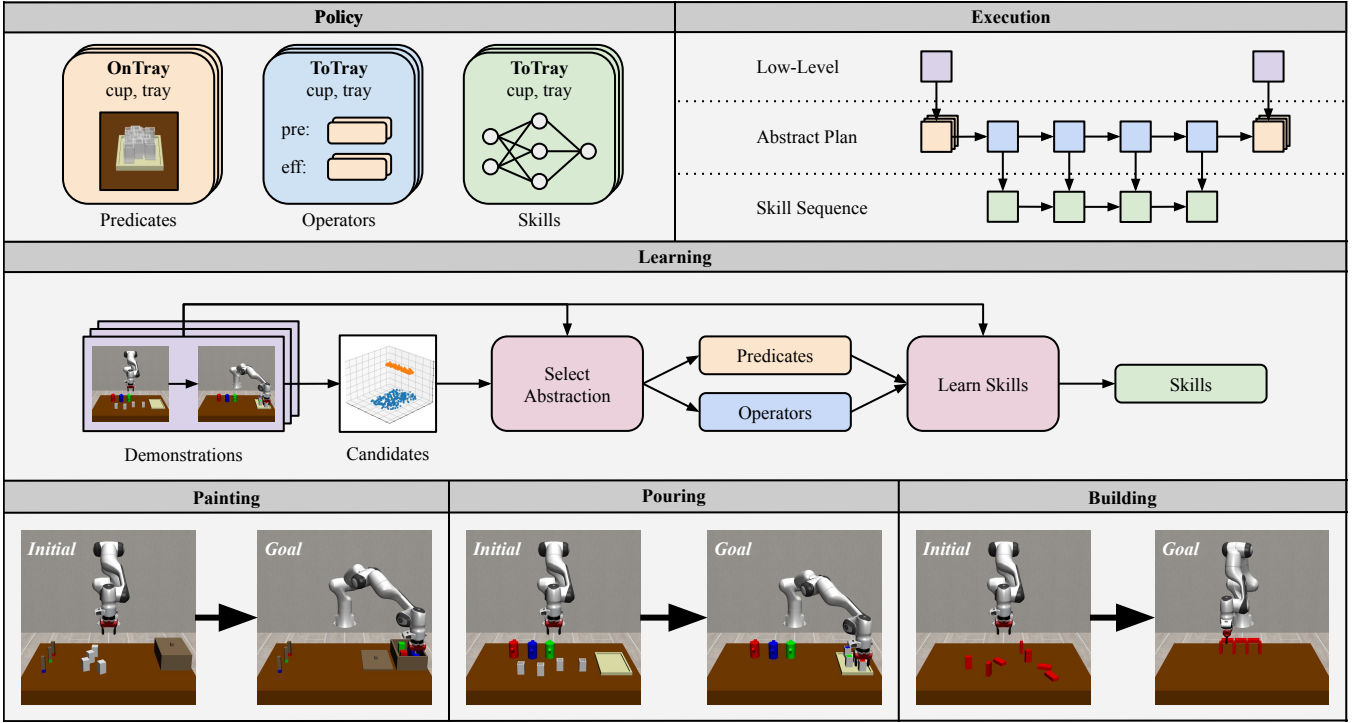 Policy
OnTray
cup, tray
Predicates
ToTray
cup, tray
pre:
eff:
Operators
ToTray
cup, tray
Skills
Execution
Low-Level
Abstract Plan
Skill Sequence
Learning
Demonstrations
Candidates
Select
Abstraction
Predicates
Operators
Learn Skills
Skills
Painting
Initial
Goal
Pouring
Initial
Goal
Building
Initial
Goal